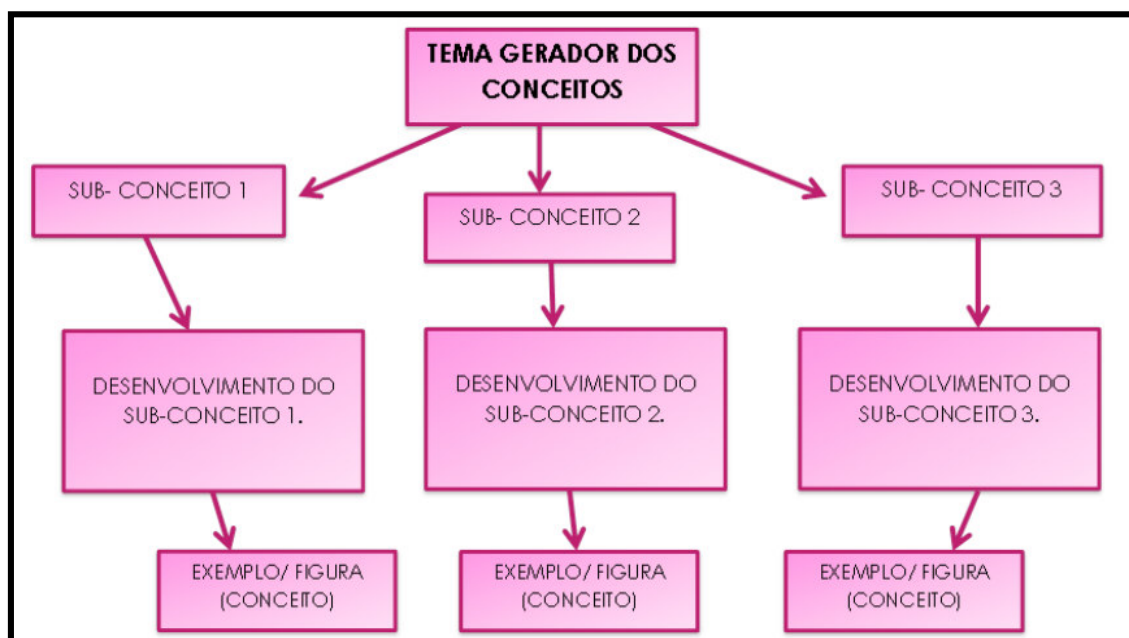 TEMA GERADOR DOS
CONCEITOS
SUB- CONCEITO 1
SUB- CONCEITO 2
SUB- CONCEITO 3
DESENVOLVIMENTO DO
SUB-CONCEITO 1.
DESENVOLVIMENTO DO
SUB-CONCEITO 2.
DESENVOLVIMENTO DO
SUB-CONCEITO 3.
EXEMPLO/ FIGURA
(CONCEITO)
EXEMPLO/ FIGURA
(CONCEITO)
EXEMPLO/ FIGURA
(CONCEITO)